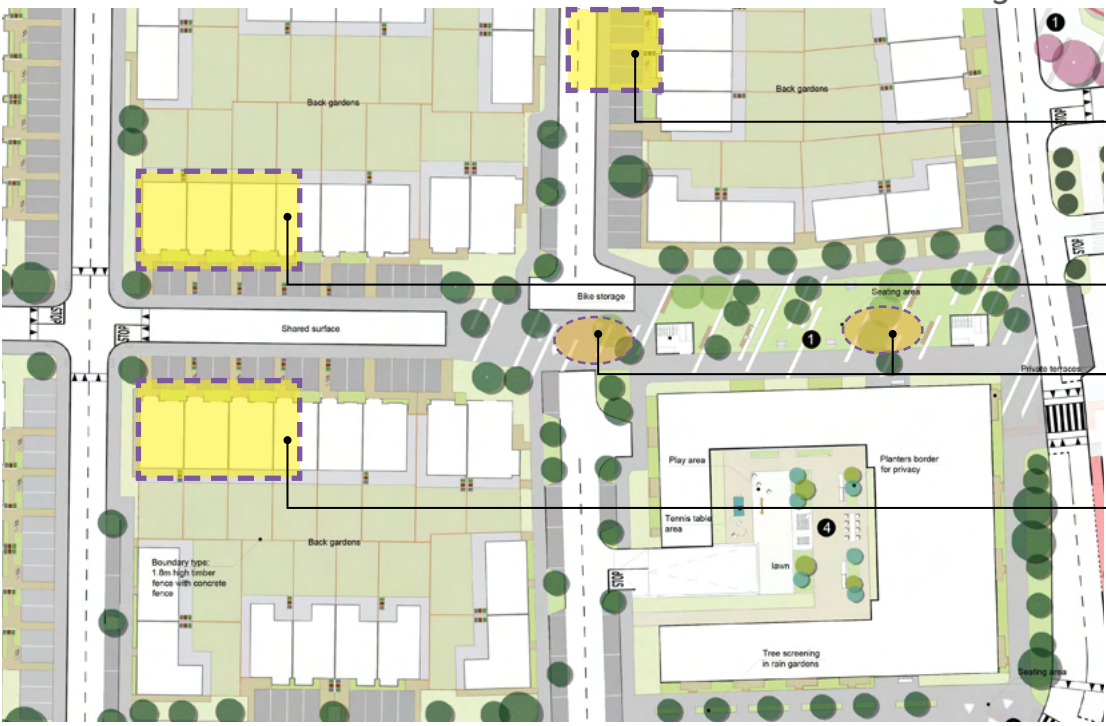 g
1
Back gardens
Back gardens
STOP
STOP
Seating area
Bike storage
STOP
STOP
Shared surface
1
Private terraces
Play area
Planters border
for privacy
Tennis table
area
4
Back gardens
Boundary type:
1.8m high timber
fence with concrete
fence
lawn
STOP
Tree screening
in rain gardens
Seating area